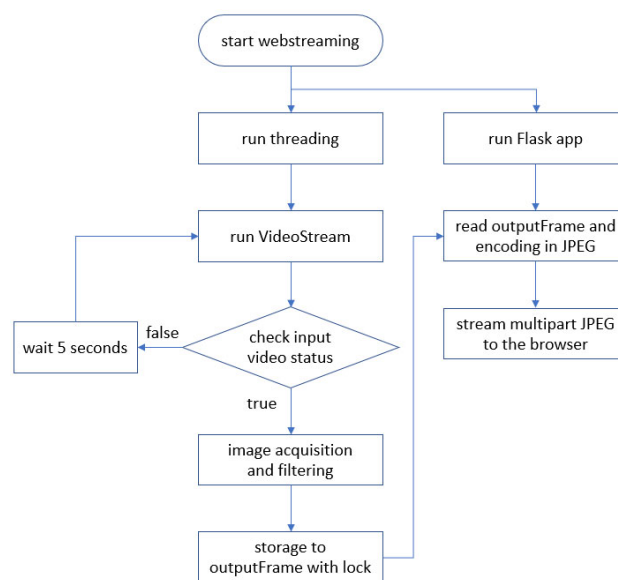 start webstreaming
run threading
run Flask app
run VideoStream
read outputFrame and
encoding in JPEG
wait 5 seconds
false
check input
video status
stream multipart JPEG
to the browser
true
image acquisition
and filtering
storage to
outputFrame with lock